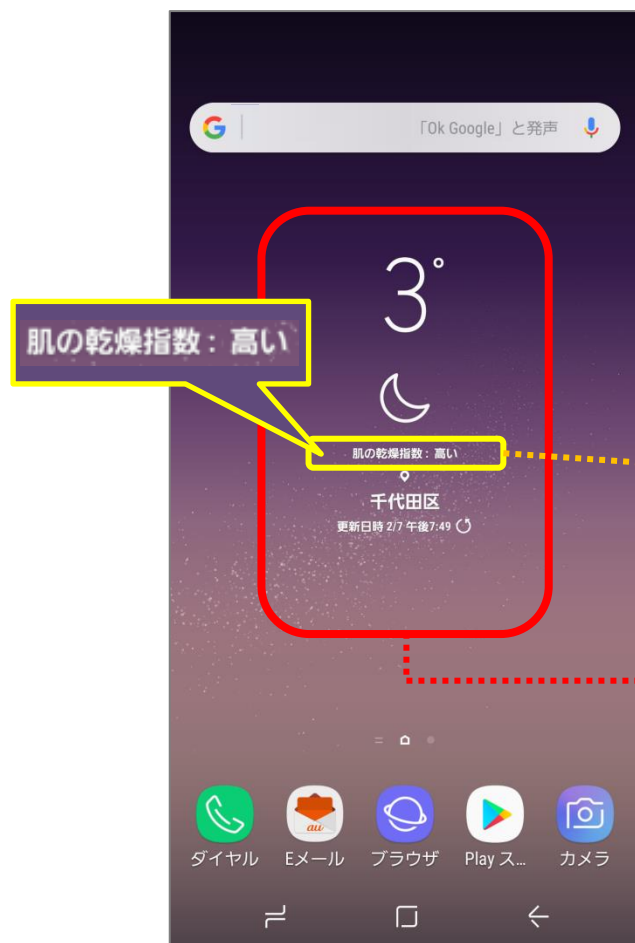 「Ok Google」と発声
3°
肌の乾燥指数：高い
肌の乾燥指数：高い
千代田区
更新日時 2/7 午後7:49
au
ダイヤル
Eメール
ブラウザ
Play ス...
カメラ